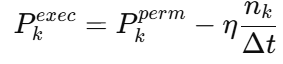 $P_k^{exec} = P_k^{perm} - \eta \frac{n_k}{\Delta t}$